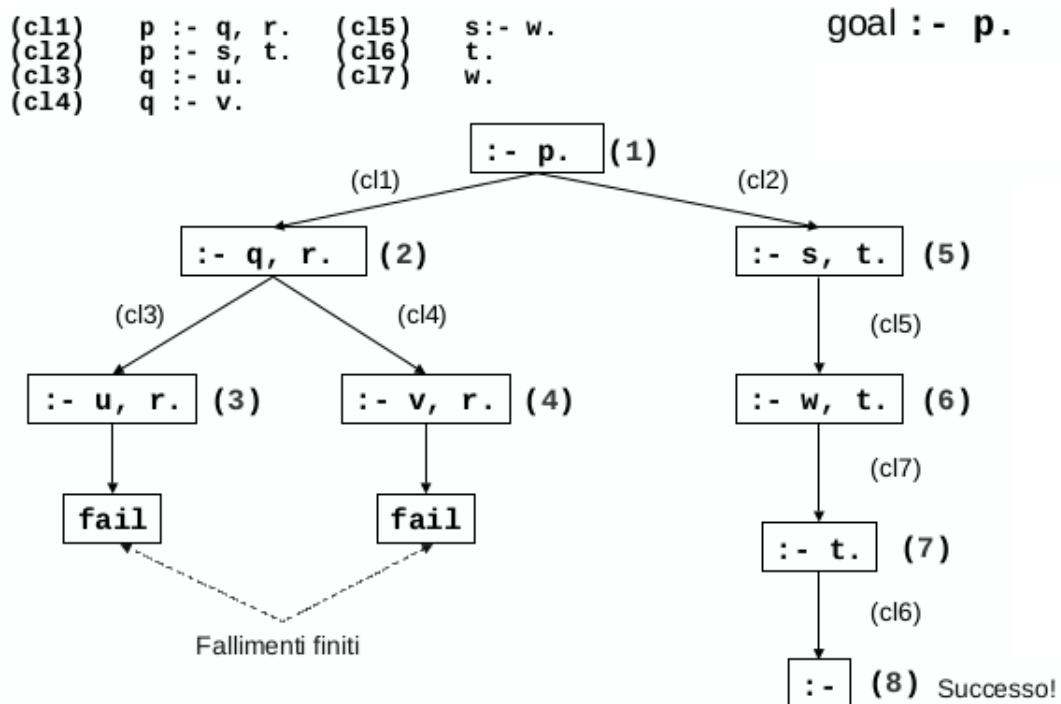 (cl1) p :- q, r. (cl5) s:- w. goal :- p.
(cl2) p :- s, t. (cl6) t.
(cl3) q :- u. (cl7) w.
(cl4) q :- v.
:- p. (1)
(cl1) (cl2)
:- q, r. (2) :- s, t. (5)
(cl3) (cl4) (cl5)
:- u, r. (3) :- v, r. (4) :- w, t. (6)
(cl7)
fail fail
:- t. (7)
(cl6)
Fallimenti finiti
:- (8) Successo!